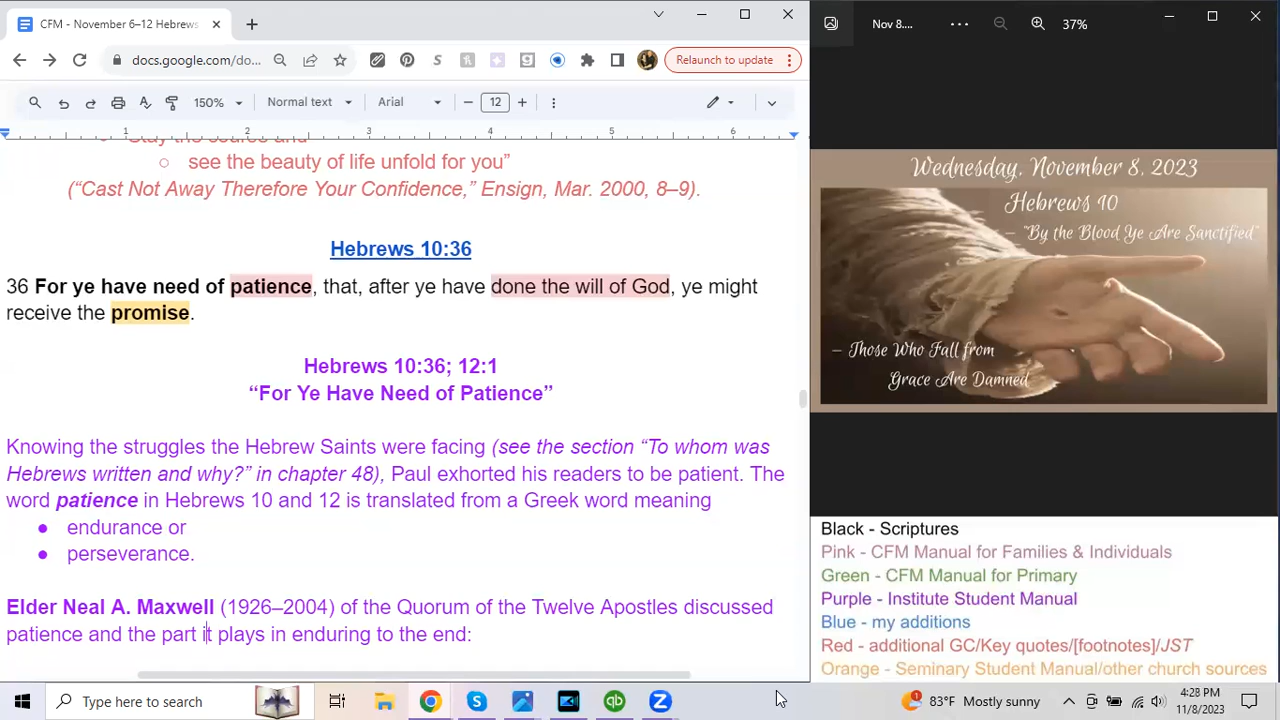 CFM – November 6–12 Hebrews
docs.google.com/do...
Relaunch to update
150%
Normal text
Arial
12
1 2 3 4 5 6
see the beauty of life unfold for you”
(“Cast Not Away Therefore Your Confidence,” Ensign, Mar. 2000, 8–9).
Hebrews 10:36
36 For ye have need of patience, that, after ye have done the will of God, ye might
receive the promise.
Hebrews 10:36; 12:1
“For Ye Have Need of Patience”
Knowing the struggles the Hebrew Saints were facing (see the section “To whom was
Hebrews written and why?” in chapter 48), Paul exhorted his readers to be patient. The
word patience in Hebrews 10 and 12 is translated from a Greek word meaning
● endurance or
● perseverance.
Elder Neal A. Maxwell (1926–2004) of the Quorum of the Twelve Apostles discussed
patience and the part it plays in enduring to the end:
Nov 8....
37%
Wednesday, November 8, 2023
Hebrews 10
– “By the Blood Ye Are Sanctified”
– Those Who Fall from
Grace Are Damned
Black - Scriptures
Pink - CFM Manual for Families & Individuals
Green - CFM Manual for Primary
Purple - Institute Student Manual
Blue - my additions
Red - additional GC/Key quotes/[footnotes]/JST
Orange - Seminary Student Manual/other church sources
Type here to search
83°F Mostly sunny
4:28 PM
11/8/2023